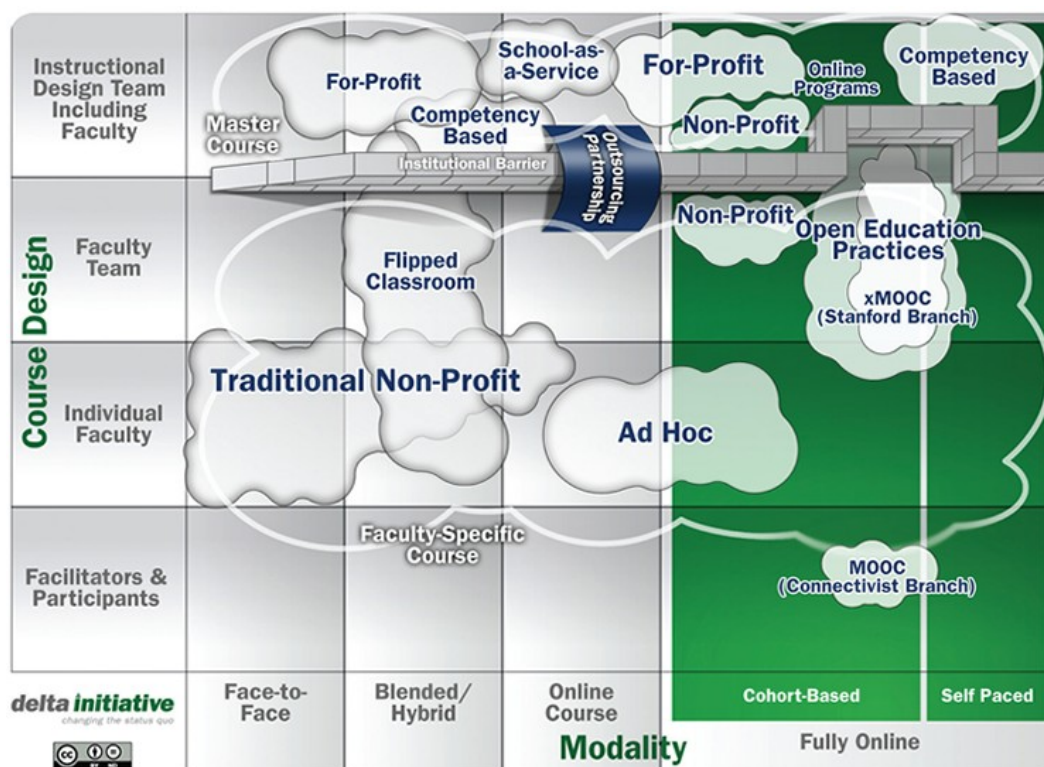 Instructional
Design Team
Including
Faculty
For-Profit
School-as-
a-Service
For-Profit
Online
Programs
Competency
Based
Master
Course
Competency
Based
Non-Profit
Institutional Barrier
Outsourcing
Partnership
Course Design
Faculty
Team
Flipped
Classroom
Non-Profit
Open Education
Practices
xMOOC
(Stanford Branch)
Individual
Faculty
Traditional Non-Profit
Ad Hoc
Facilitators &
Participants
Faculty-Specific
Course
MOOC
(Connectivist Branch)
delta initiative
changing the status quo
Face-to-
Face
Blended/
Hybrid
Online
Course
Cohort-Based
Self Paced
Modality
Fully Online
cc
BY ND